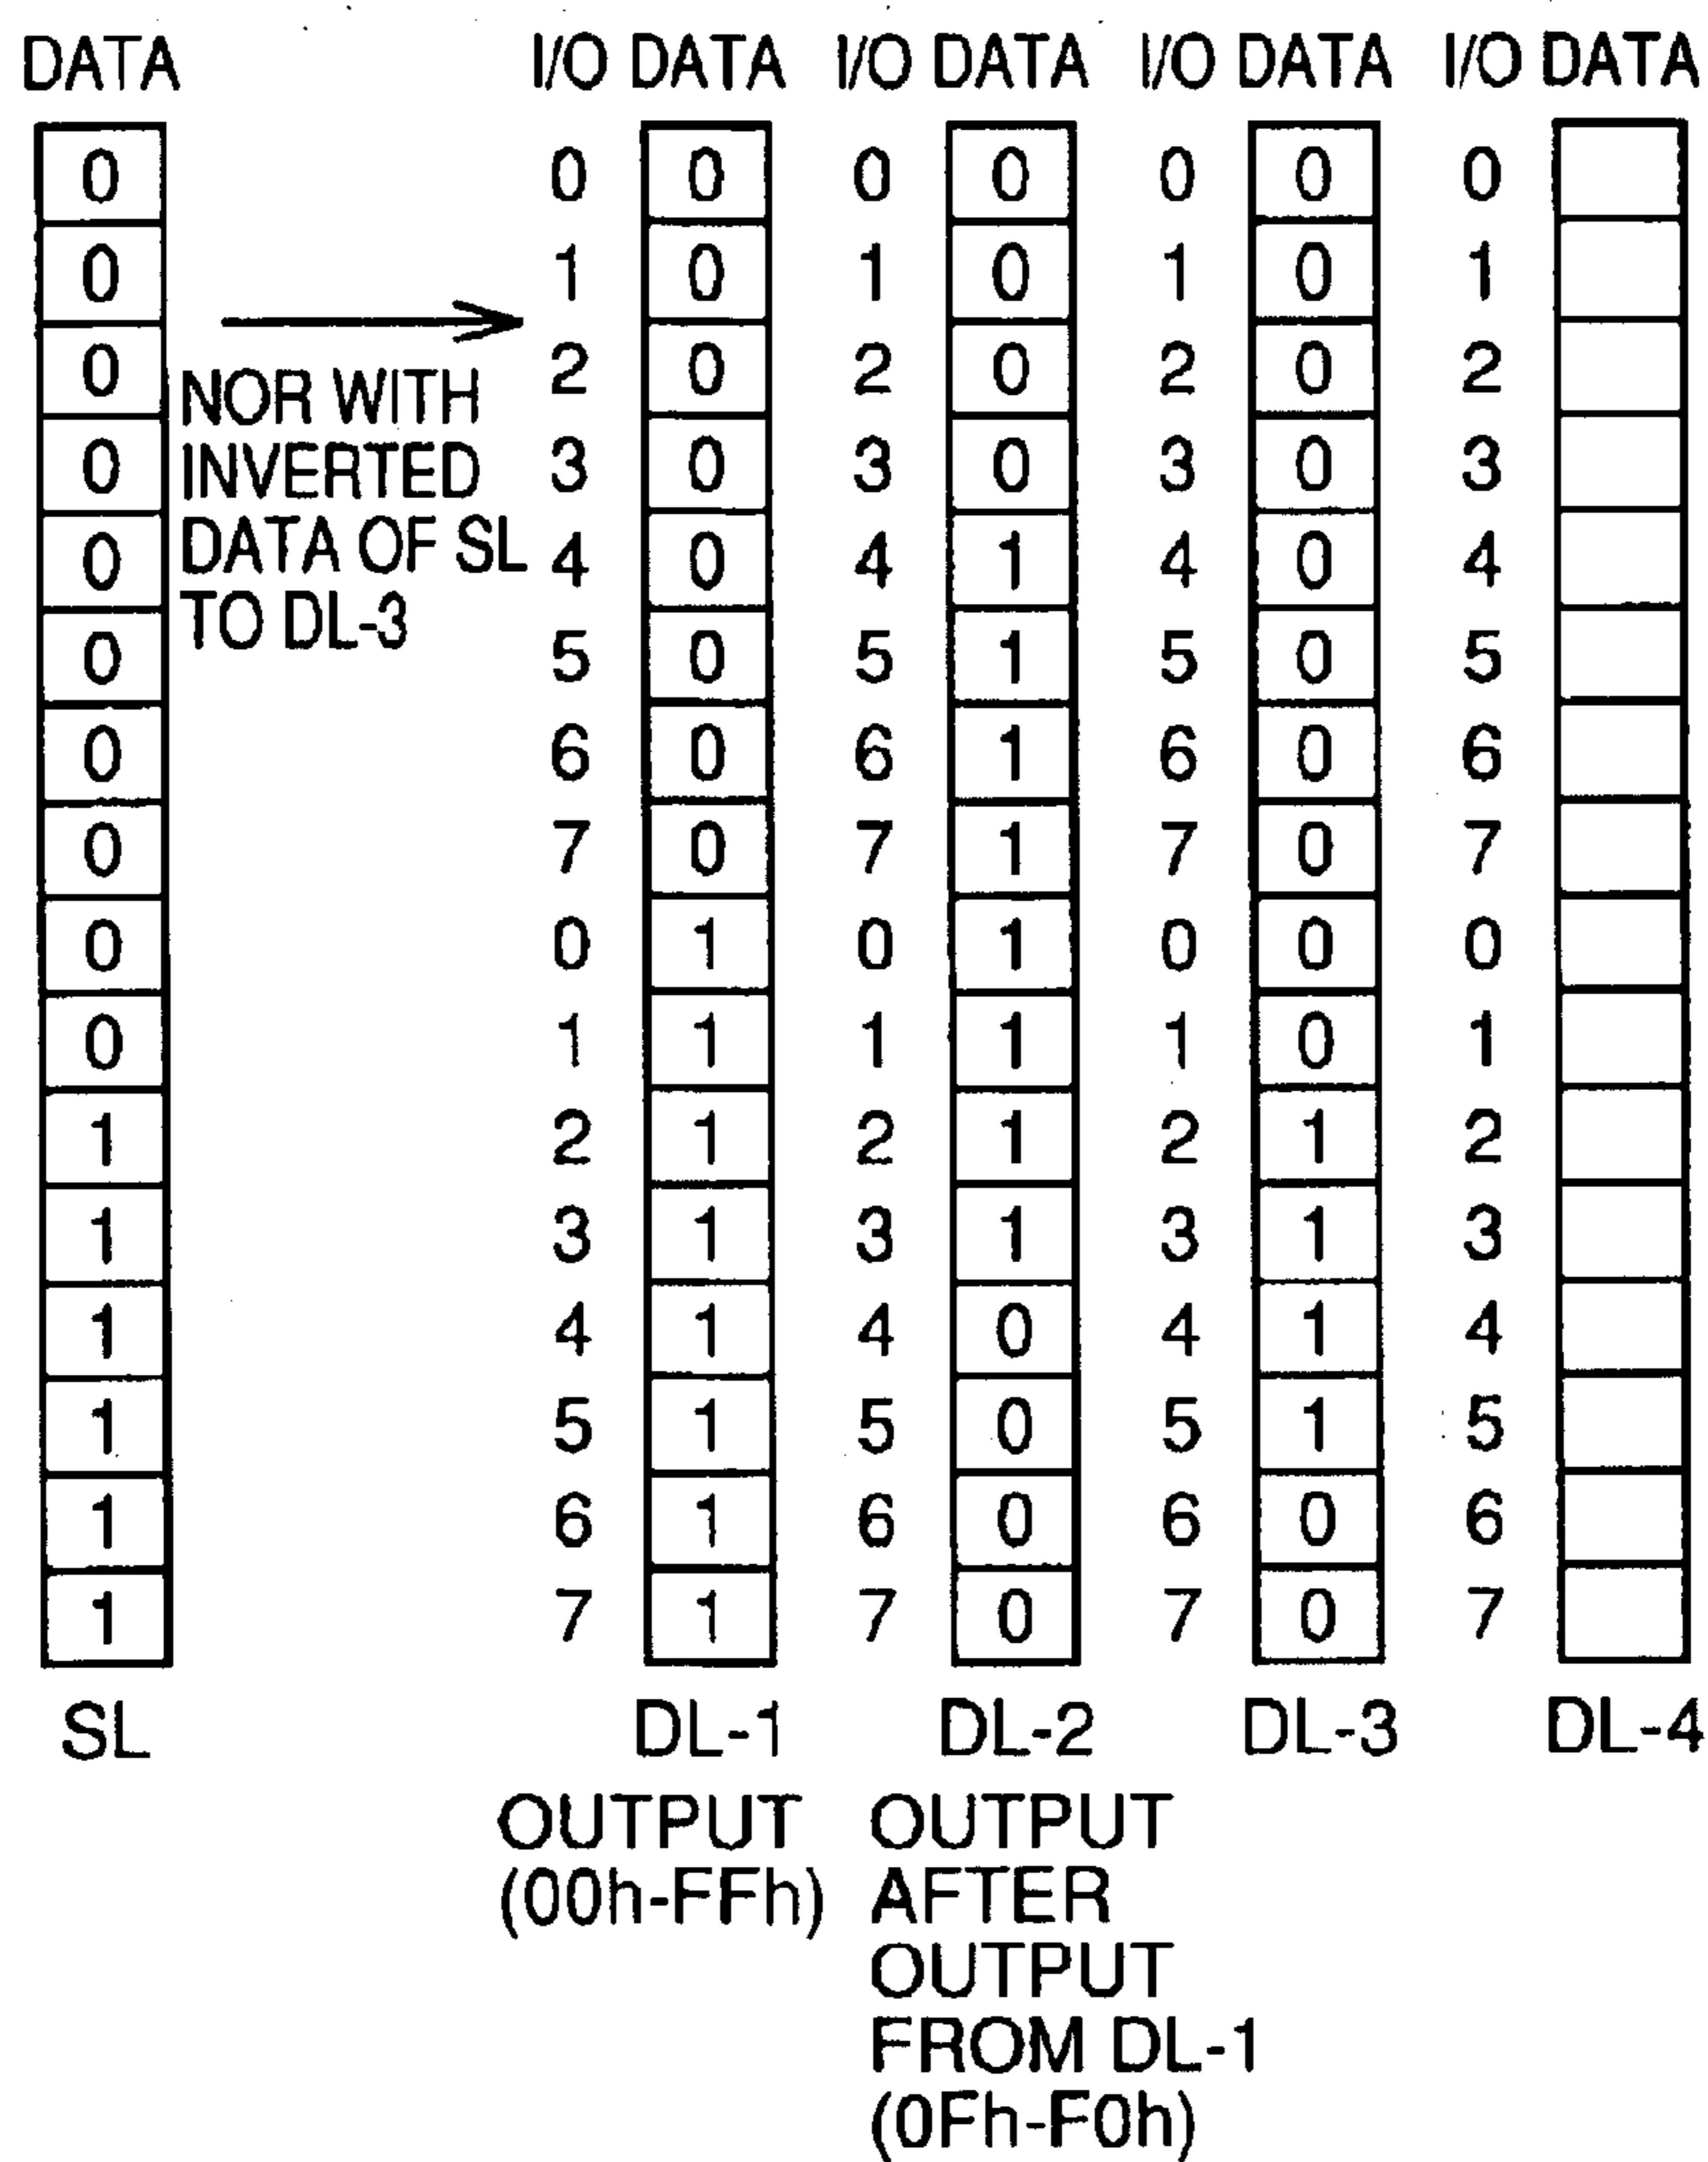 DATA I/O DATA I/O DATA I/O DATA I/O DATA
0 0 0 0 0 0 0 0
0 1 0 1 0 1 0 1
0 2 0 2 0 2 0 2
0 3 0 3 0 3 0 3
0 4 0 4 1 4 0 4
0 5 0 5 1 5 0 5
0 6 0 6 1 6 0 6
0 7 0 7 1 7 0 7
0 0 1 0 1 0 0 0
0 1 1 1 1 1 0 1
1 2 1 2 1 2 1 2
1 3 1 3 1 3 1 3
1 4 1 4 0 4 1 4
1 5 1 5 0 5 1 5
1 6 1 6 0 6 0 6
1 7 1 7 0 7 0 7
NOR WITH
INVERTED
DATA OF SL
TO DL-3
SL DL-1 DL-2 DL-3 DL-4
OUTPUT
(00h-FFh)
OUTPUT
AFTER
OUTPUT
FROM DL-1
(0Fh-F0h)